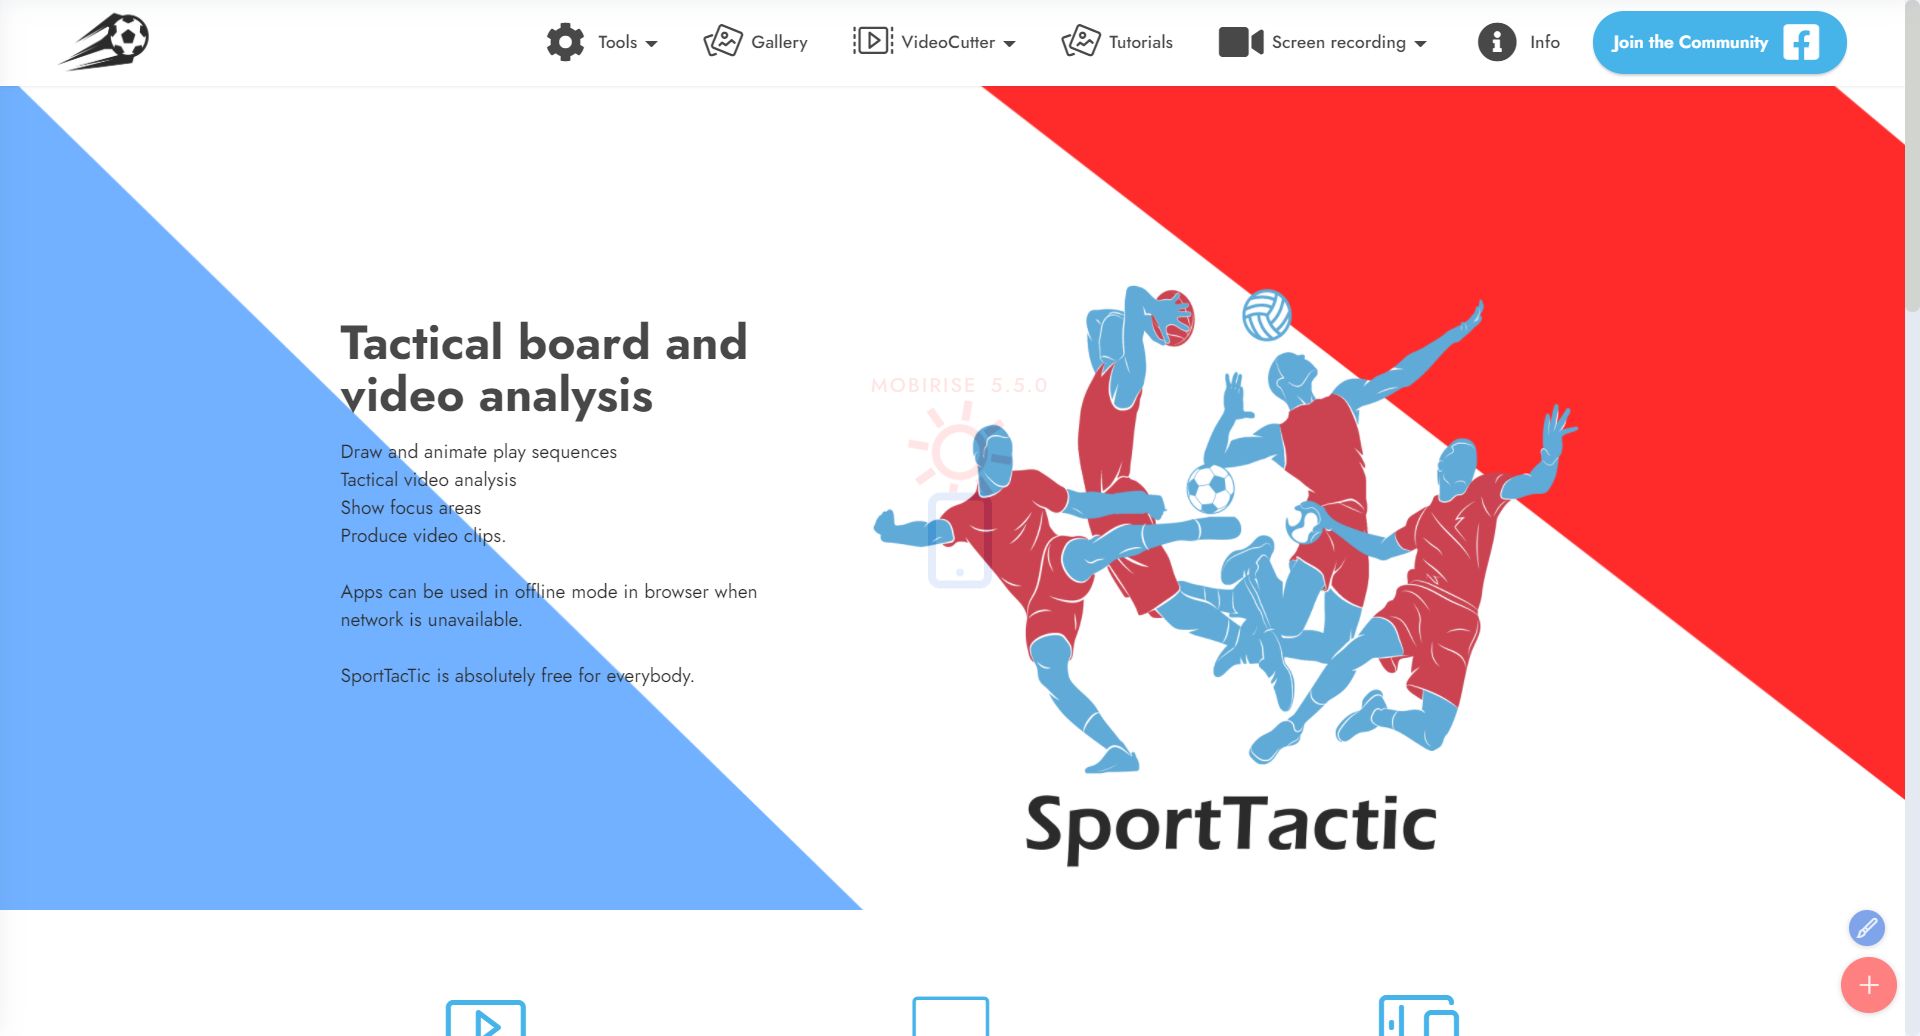 Tools
Gallery
VideoCutter
Tutorials
Screen recording
Info
Join the Community
Tactical board and
video analysis
Draw and animate play sequences
Tactical video analysis
Show focus areas
Produce video clips.
Apps can be used in offline mode in browser when
network is unavailable.
SportTacTic is absolutely free for everybody.
MOBIRISE 5.5.0
SportTactic